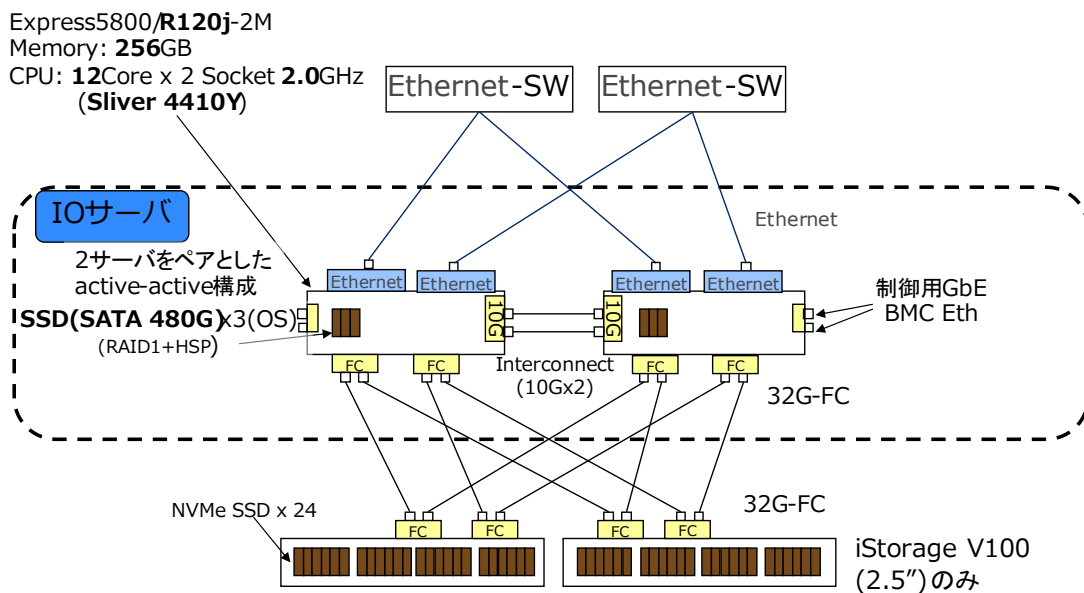 Express5800/R120j-2M
Memory: 256GB
CPU: 12Core x 2 Socket 2.0GHz
(Sliver 4410Y)
Ethernet-SW
Ethernet-SW
IOサーバ
Ethernet
2サーバをペアとした
active-active構成
Ethernet
Ethernet
Ethernet
Ethernet
SSD(SATA 480G)x3(OS)
(RAID1+HSP)
10G
10G
制御用GbE
BMC Eth
Interconnect
(10Gx2)
FC
FC
FC
FC
32G-FC
NVMe SSD x 24
32G-FC
FC
FC
FC
FC
iStorage V100
(2.5”)のみ